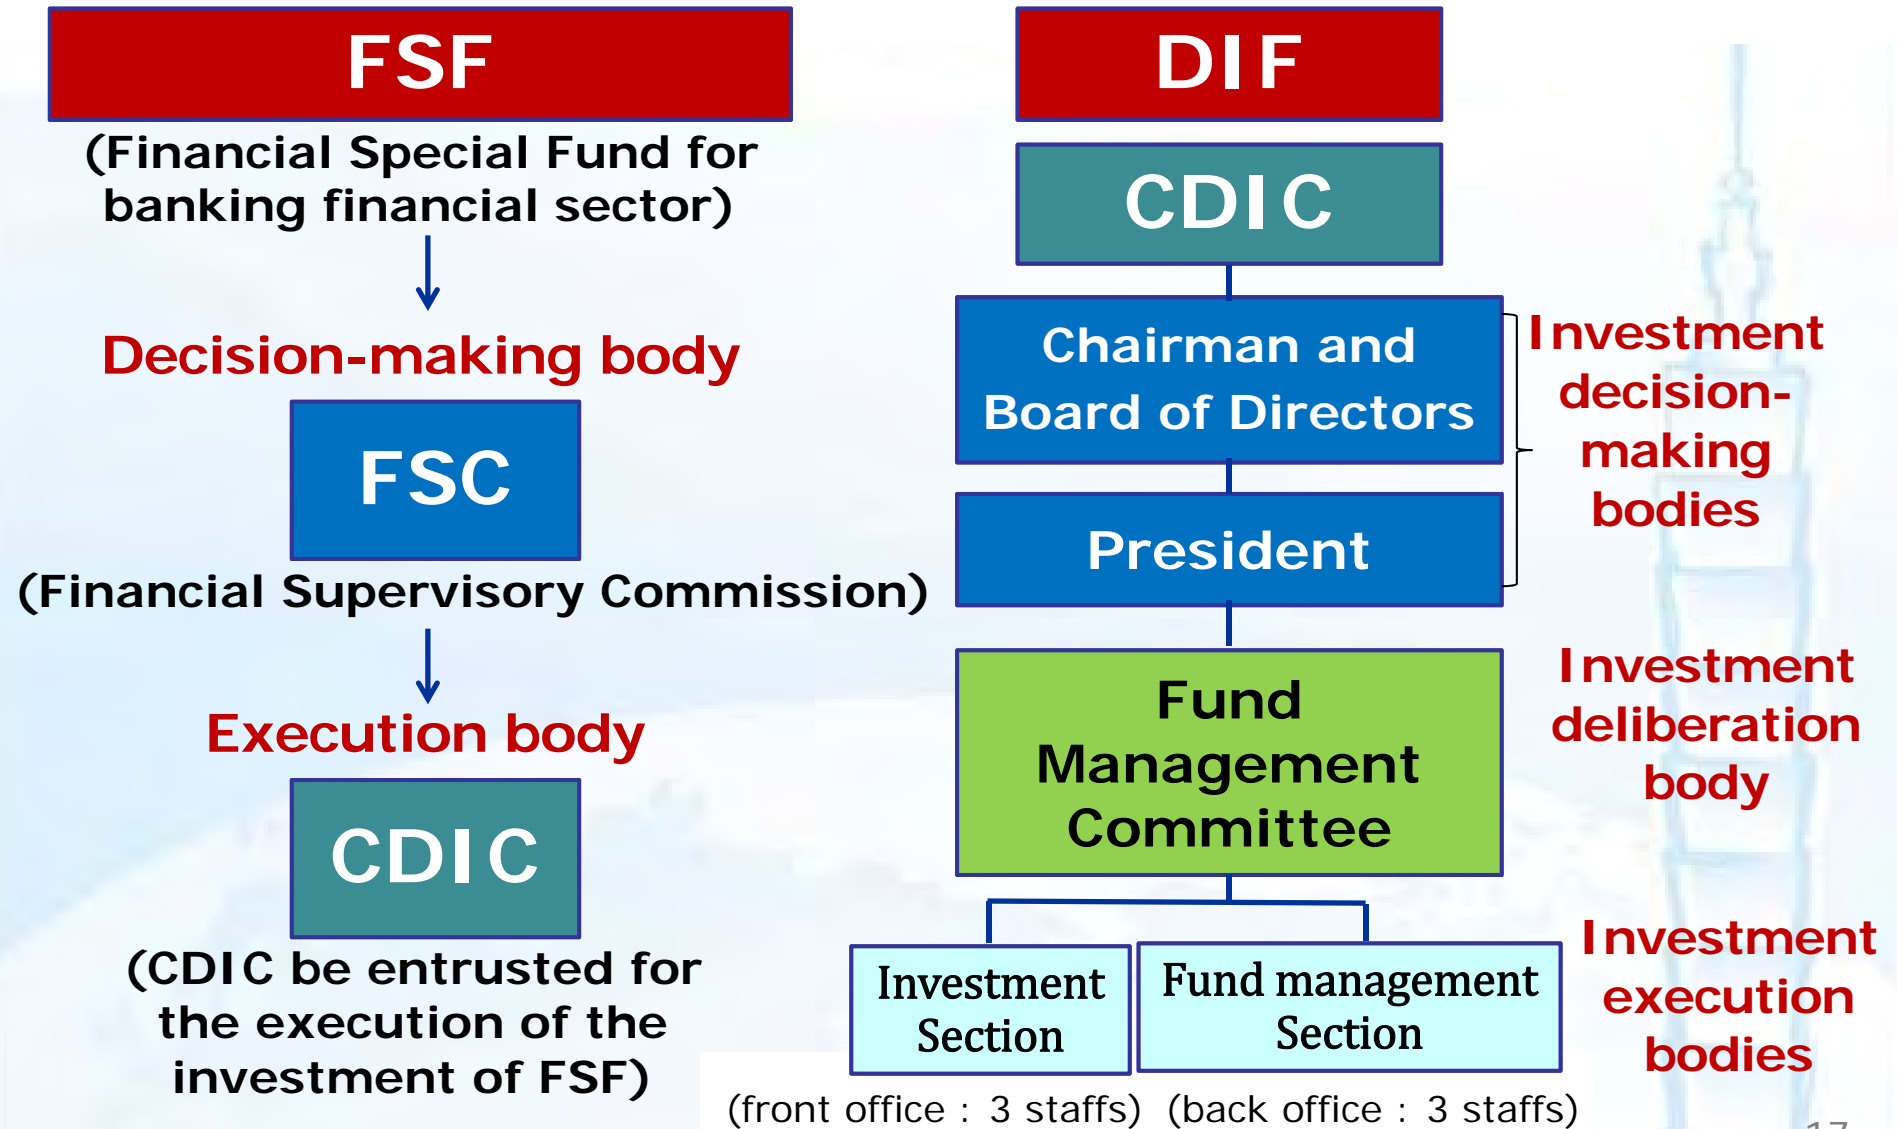 FSF
(Financial Special Fund for
banking financial sector)
Decision-making body
FSC
(Financial Supervisory Commission)
Execution body
CDIC
(CDIC be entrusted for
the execution of the
investment of FSF)
DIF
CDIC
Chairman and
Board of Directors
President
Investment
decision-
making
bodies
Fund
Management
Committee
Investment
deliberation
body
Investment
Section
Fund management
Section
Investment
execution
bodies
(front office : 3 staffs)
(back office : 3 staffs)
17